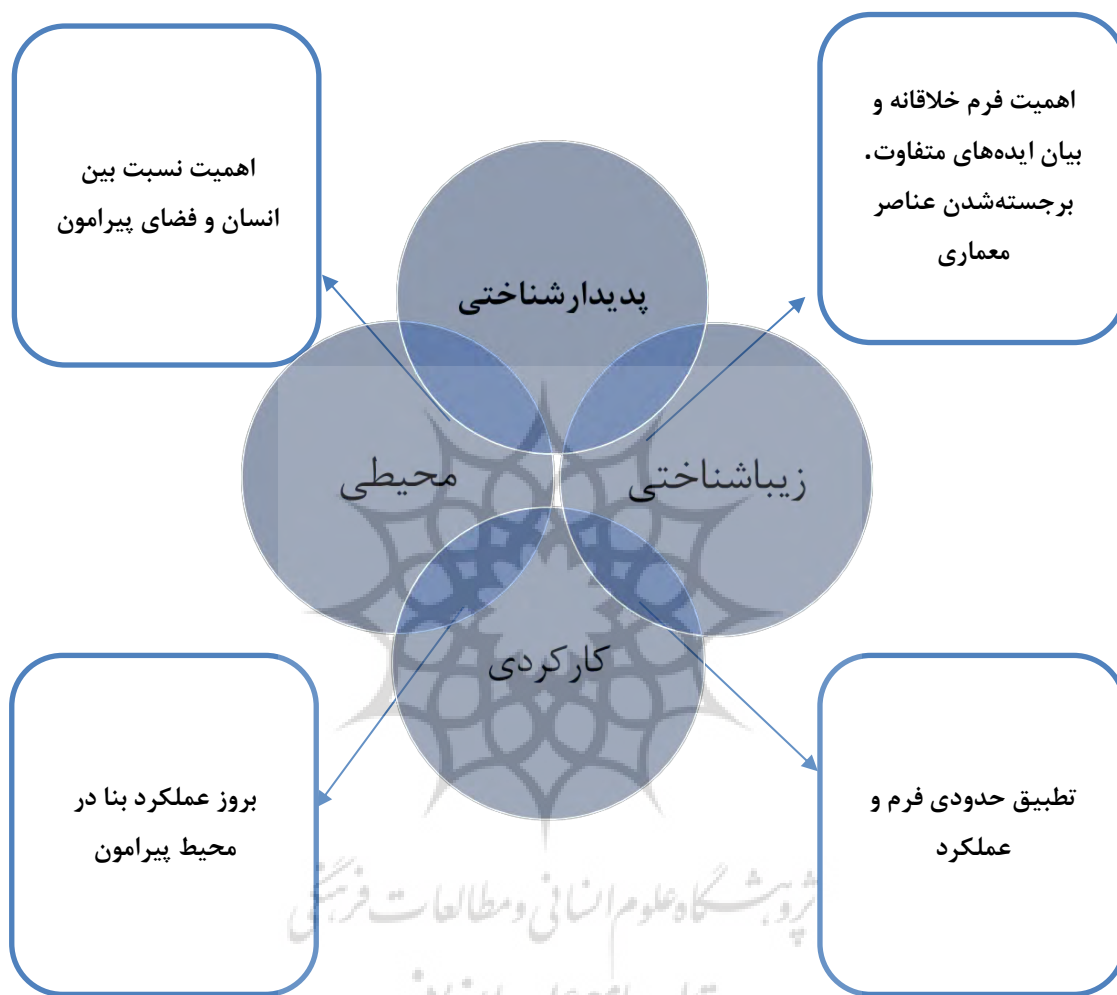 اهمیت فرم خلاقانه و
بیان ایده‌های متفاوت.
برجسته‌شدن عناصر
معماری
اهمیت نسبت بین
انسان و فضای پیرامون
پدیدارشناختی
زیباشناختی
محیطی
کارکردی
تطبیق حدودی فرم و
عملکرد
بروز عملکرد بنا در
محیط پیرامون
پژوهشگاه علوم انسانی و مطالعات فرهنگی